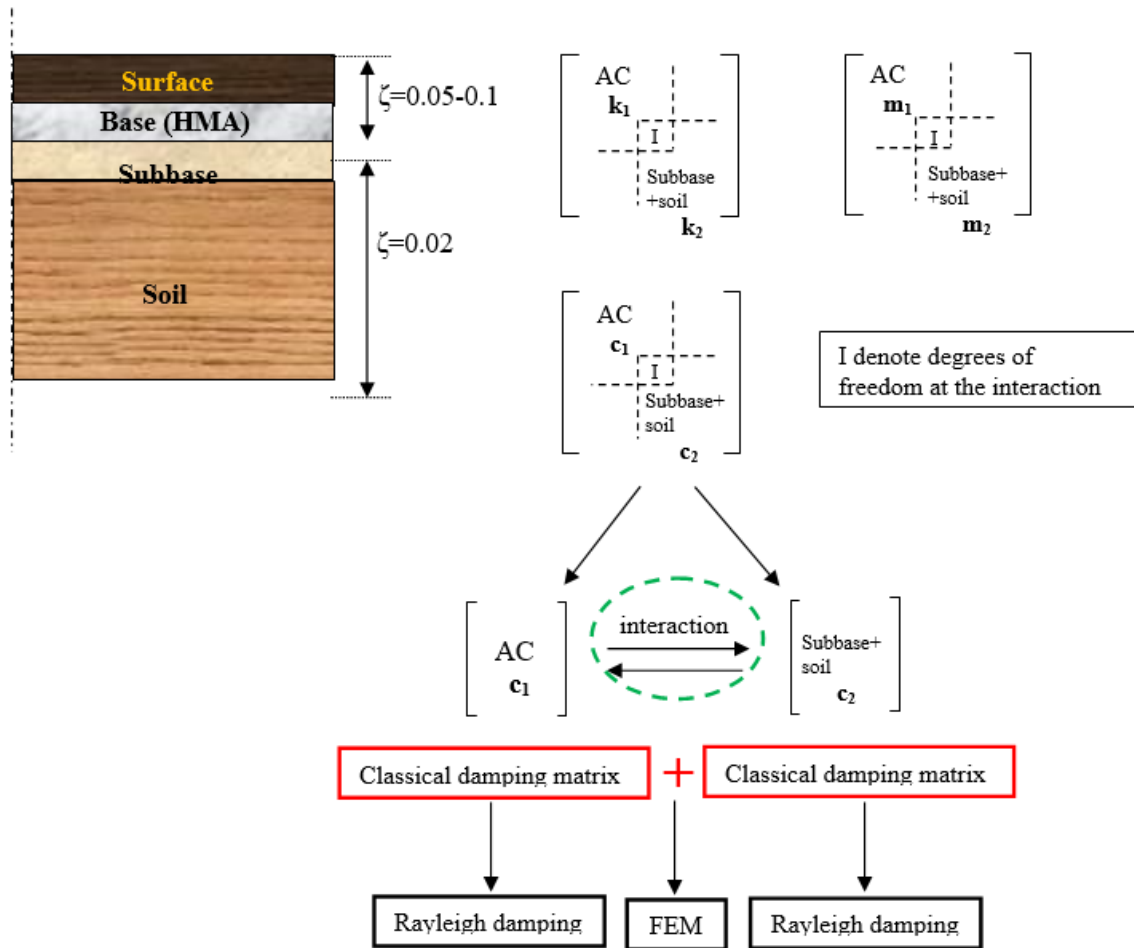 Surface
Base (HMA)
Subbase
Soil
ζ=0.05-0.1
ζ=0.02
AC
k₁
I
Subbase
+soil
k₂
AC
m₁
I
Subbase+
+soil
m₂
AC
c₁
I
Subbase+
soil
c₂
I denote degrees of
freedom at the interaction
AC
c₁
interaction
Subbase+
soil
c₂
Classical damping matrix + Classical damping matrix
Rayleigh damping
FEM
Rayleigh damping